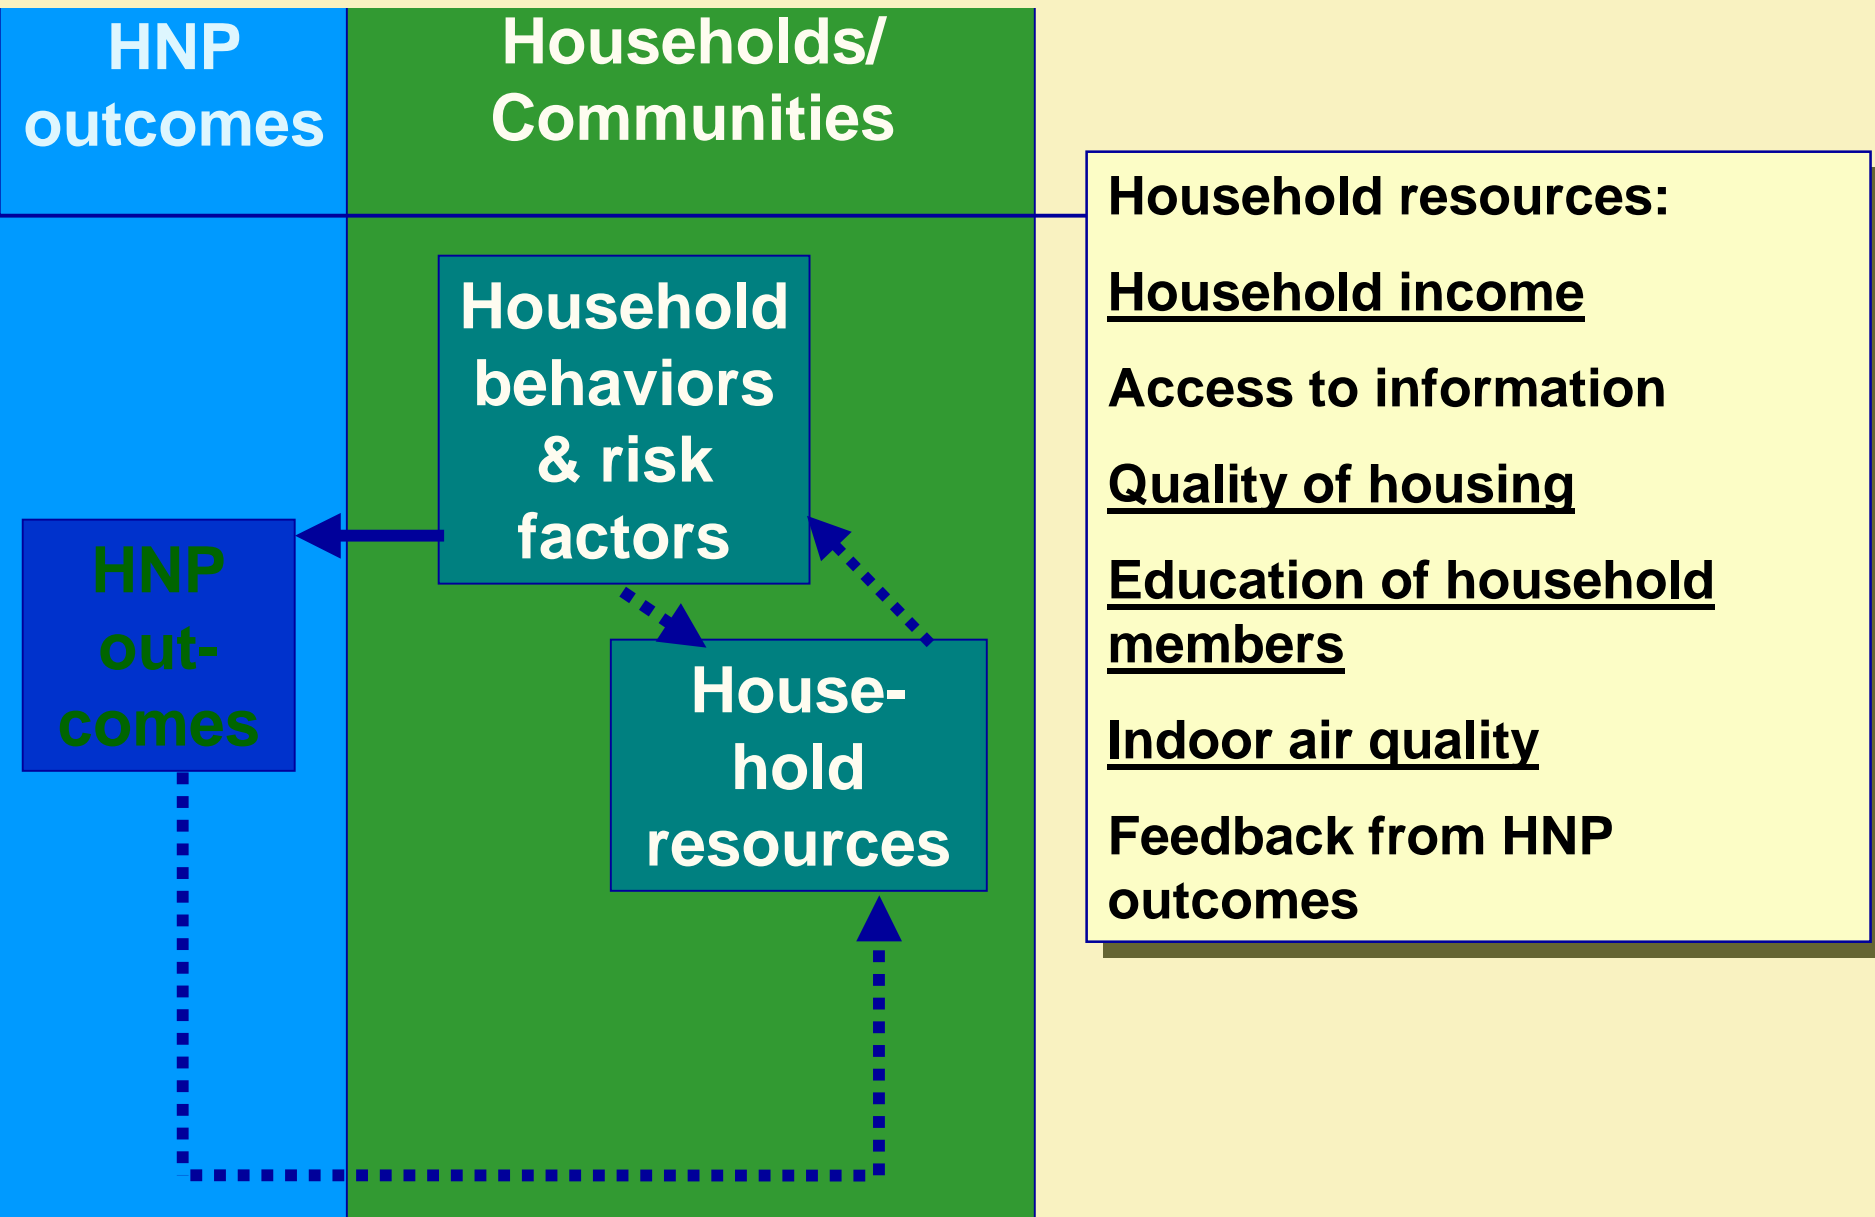 HNP
outcomes
Households/
Communities
Household
behaviors
& risk
factors
HNP
out-
comes
House-
hold
resources
Household resources:
Household income
Access to information
Quality of housing
Education of household
members
Indoor air quality
Feedback from HNP
outcomes